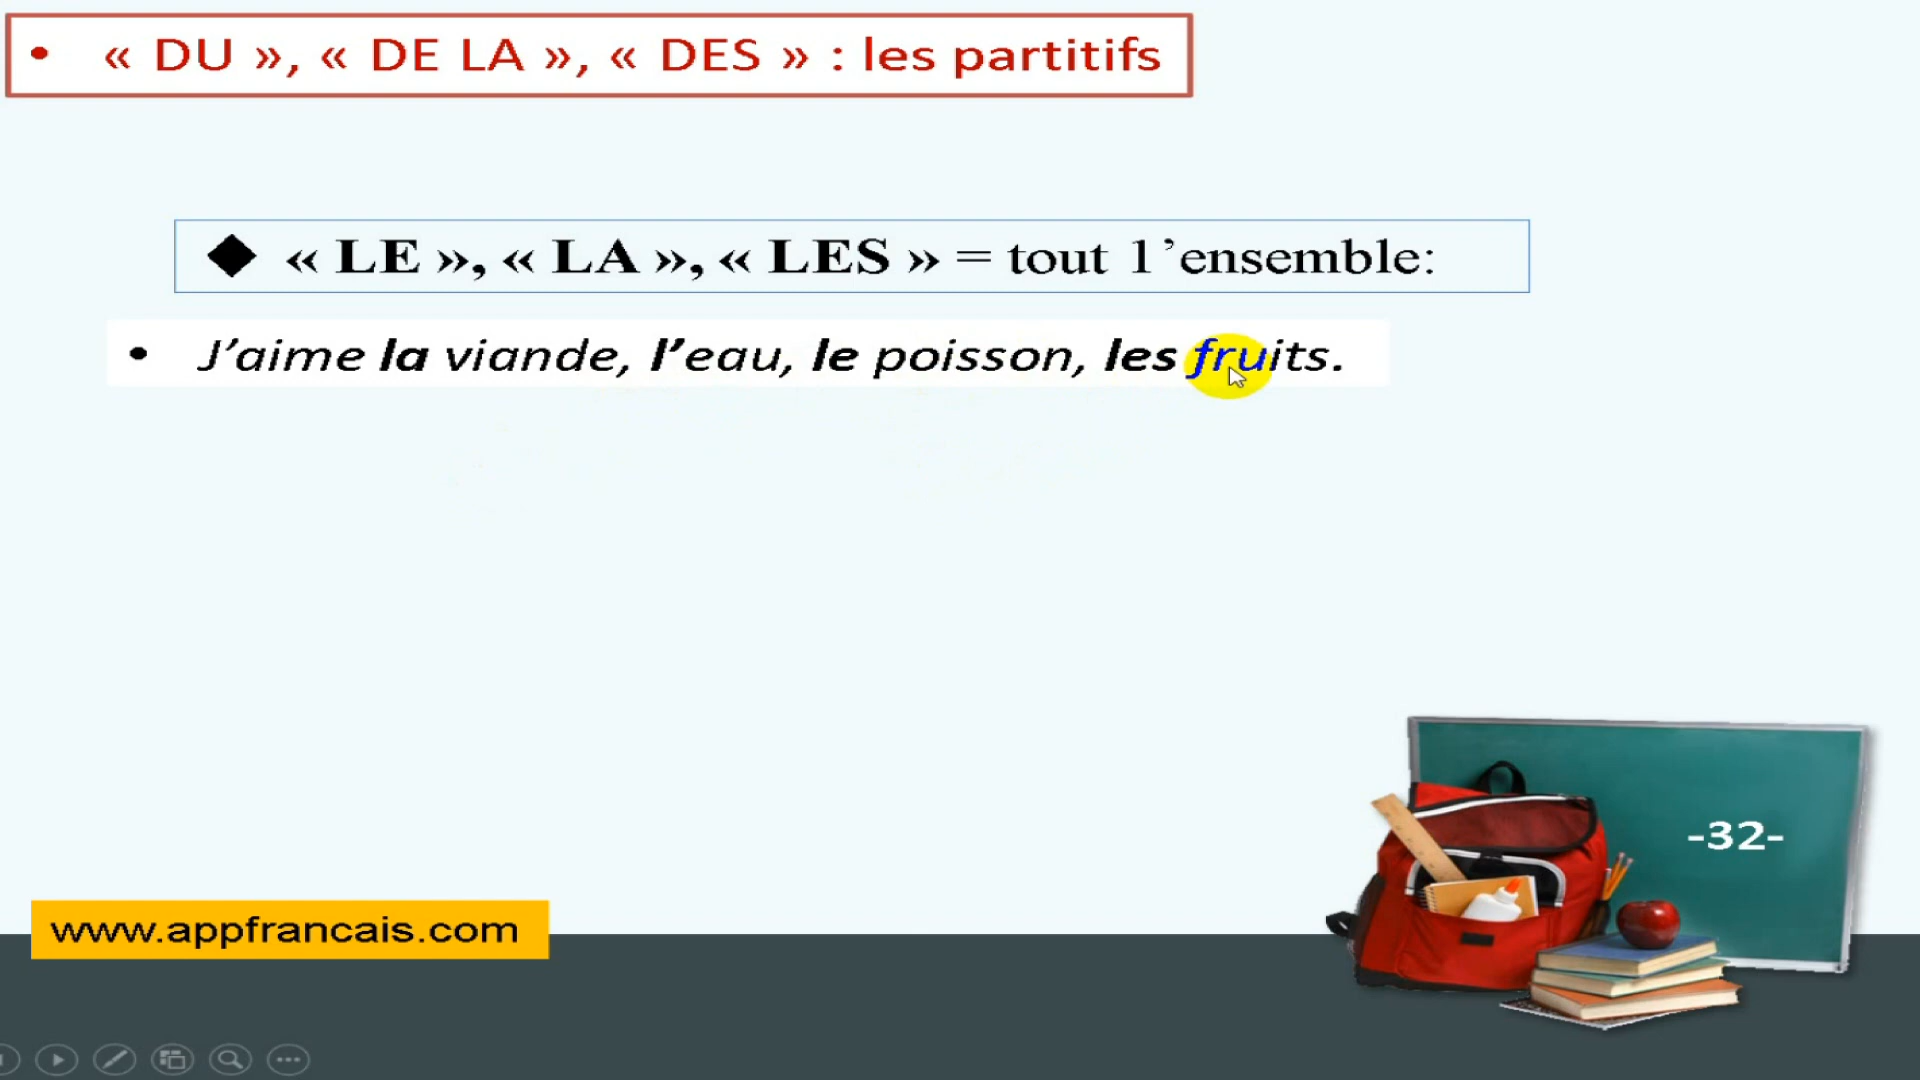 • « DU », « DE LA », « DES » : les partitifs
◆ « LE », « LA », « LES » = tout l’ensemble:
• J’aime la viande, l’eau, le poisson, les fruits.
-32-
www.appfrancais.com